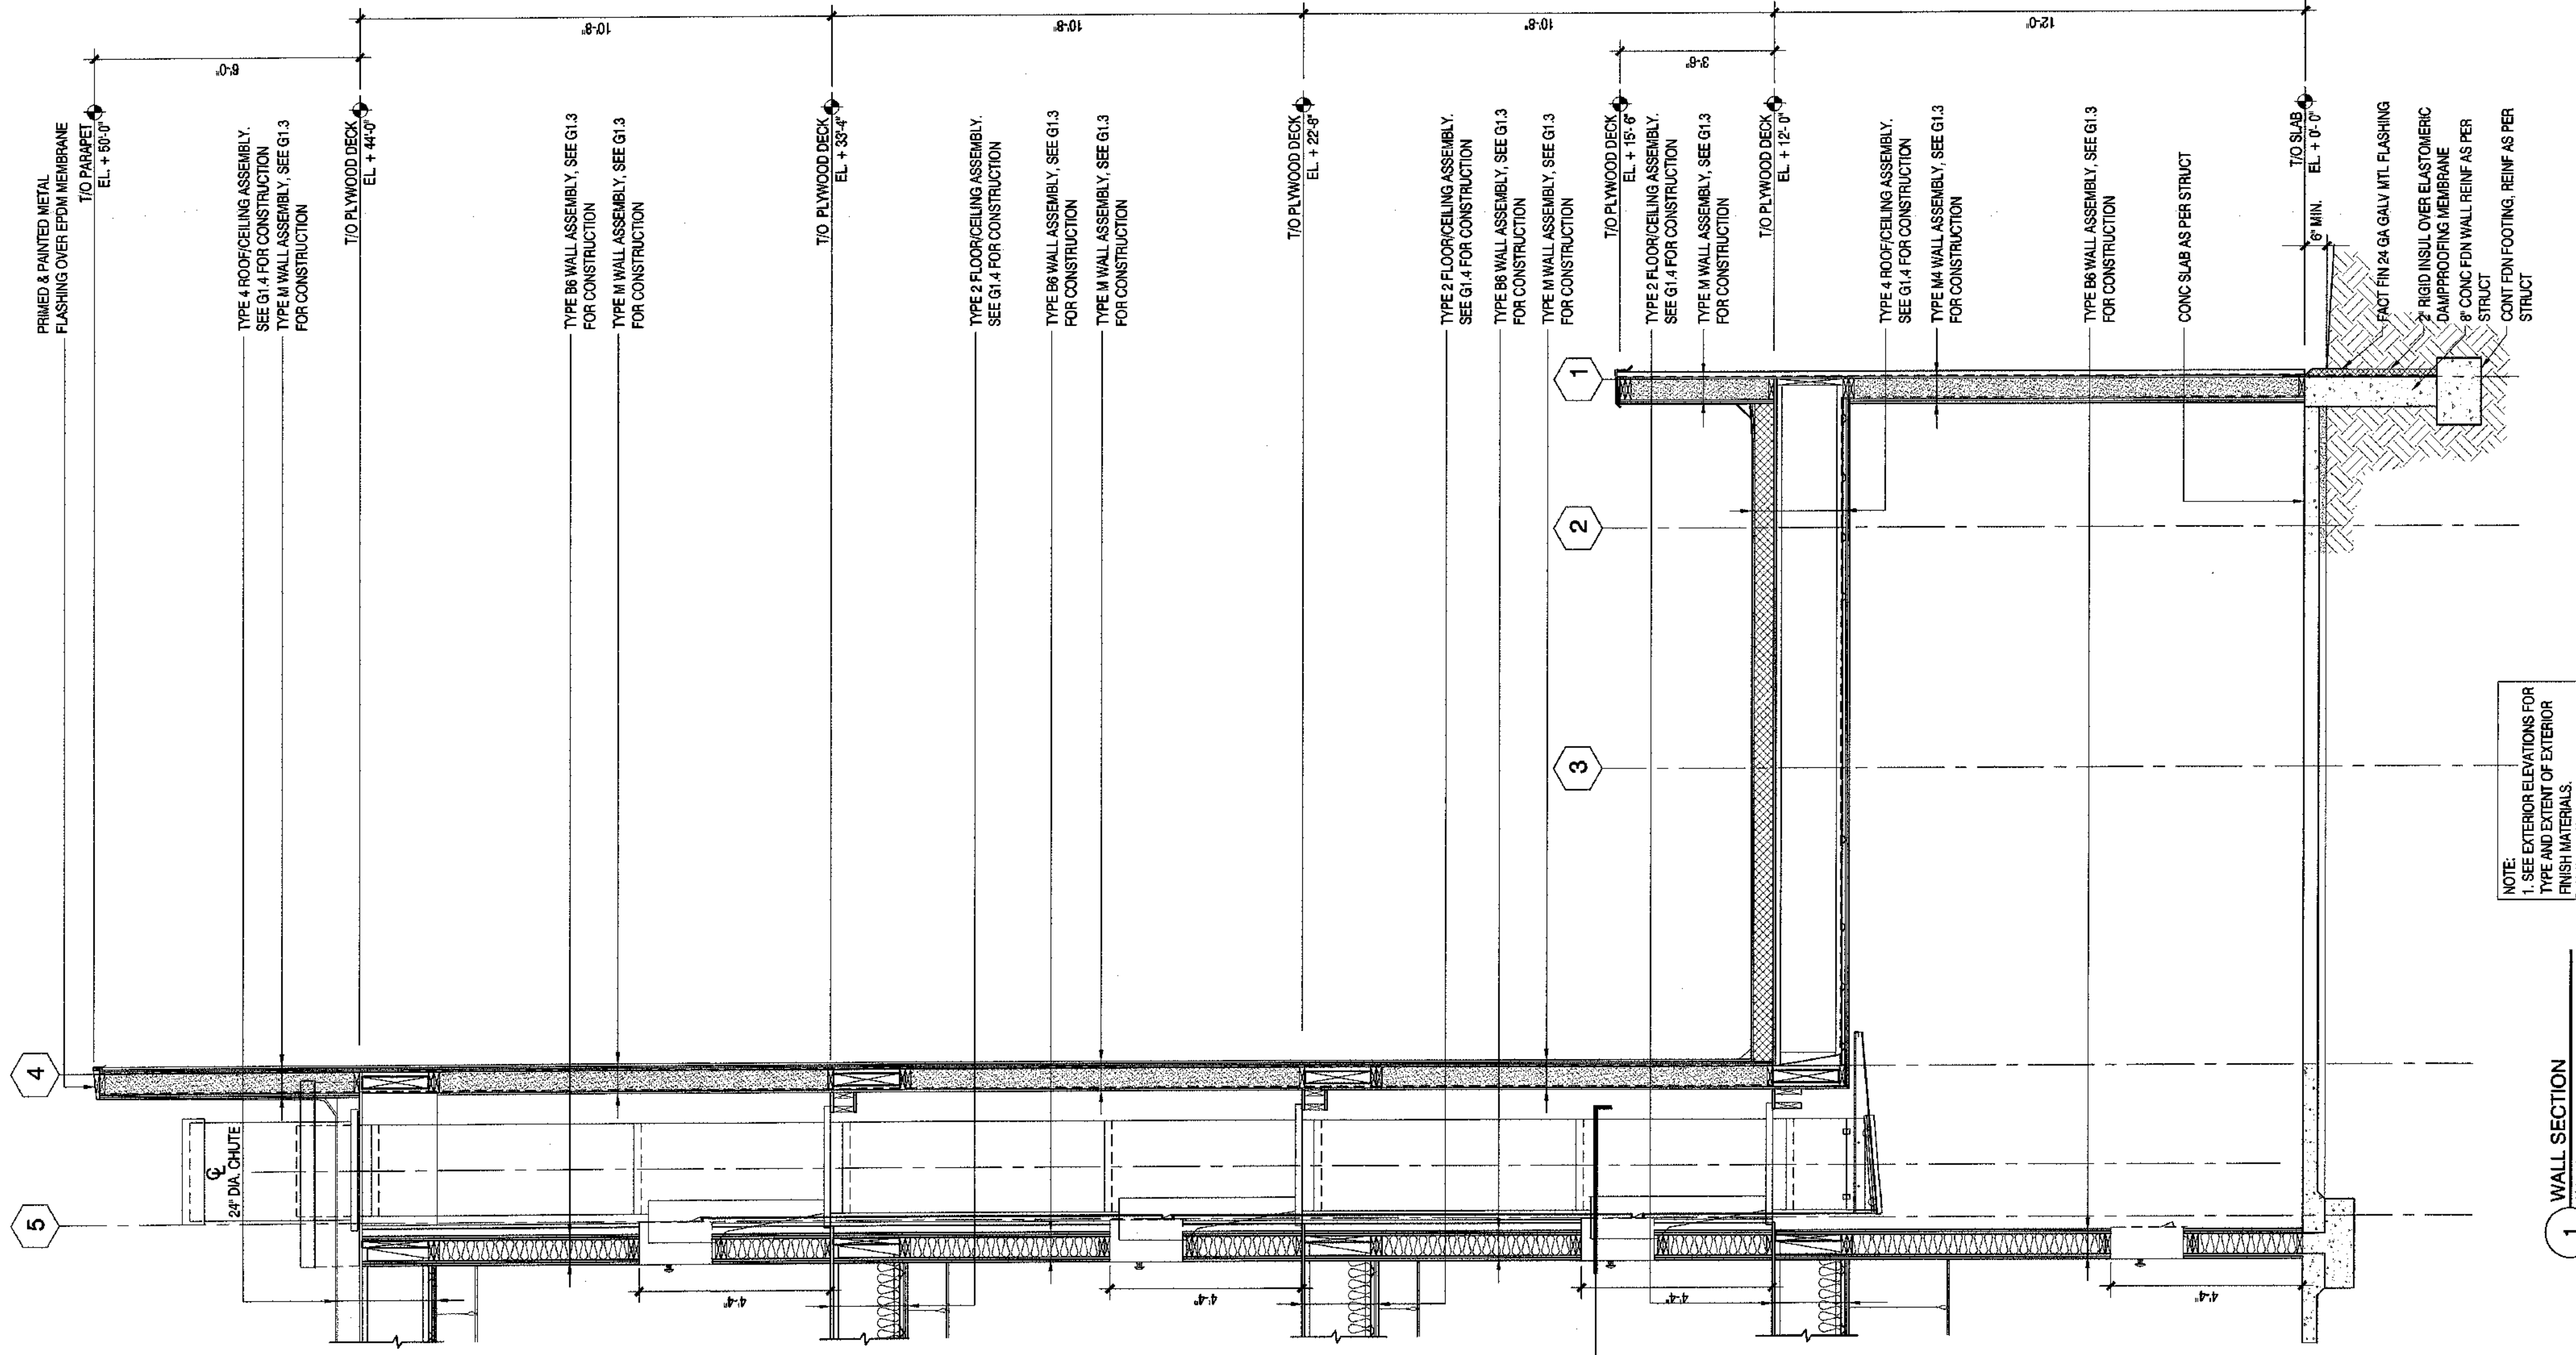 PRIMED & PAINTED METAL
FLASHING OVER EPDM MEMBRANE
T/O PARAPET
EL. + 50'-0"
6'-0"
TYPE 4 ROOF/CEILING ASSEMBLY.
SEE G1.4 FOR CONSTRUCTION
TYPE M WALL ASSEMBLY, SEE G1.3
FOR CONSTRUCTION
T/O PLYWOOD DECK
EL. + 44'-0"
10'-8"
TYPE B6 WALL ASSEMBLY, SEE G1.3
FOR CONSTRUCTION
TYPE M WALL ASSEMBLY, SEE G1.3
FOR CONSTRUCTION
T/O PLYWOOD DECK
EL. + 33'-4"
10'-8"
TYPE 2 FLOOR/CEILING ASSEMBLY.
SEE G1.4 FOR CONSTRUCTION
TYPE B6 WALL ASSEMBLY, SEE G1.3
FOR CONSTRUCTION
TYPE M WALL ASSEMBLY, SEE G1.3
FOR CONSTRUCTION
T/O PLYWOOD DECK
EL. + 22'-8"
10'-8"
TYPE 2 FLOOR/CEILING ASSEMBLY.
SEE G1.4 FOR CONSTRUCTION
TYPE B6 WALL ASSEMBLY, SEE G1.3
FOR CONSTRUCTION
TYPE M WALL ASSEMBLY, SEE G1.3
FOR CONSTRUCTION
T/O PLYWOOD DECK
EL. + 15'- 6"
3'-6"
TYPE 2 FLOOR/CEILING ASSEMBLY.
SEE G1.4 FOR CONSTRUCTION
TYPE M WALL ASSEMBLY, SEE G1.3
FOR CONSTRUCTION
T/O PLYWOOD DECK
EL. + 12'- 0"
12'-0"
TYPE 4 ROOF/CEILING ASSEMBLY.
SEE G1.4 FOR CONSTRUCTION
TYPE M4 WALL ASSEMBLY, SEE G1.3
FOR CONSTRUCTION
TYPE B6 WALL ASSEMBLY, SEE G1.3
FOR CONSTRUCTION
CONC SLAB AS PER STRUCT
T/O SLAB
EL. + 0'- 0"
6" MIN.
FACT FIN 24 GA GALV MTL FLASHING
2" RIGID INSUL OVER ELASTOMERIC
DAMPPROOFING MEMBRANE
8" CONC FDN WALL REINF AS PER
STRUCT
CONT FDN FOOTING, REINF AS PER
STRUCT
5
4
3
2
1
CL
24" DIA. CHUTE
4'-4"
4'-4"
4'-4"
4'-4"
NOTE:
1. SEE EXTERIOR ELEVATIONS FOR
TYPE AND EXTENT OF EXTERIOR
FINISH MATERIALS.
1
WALL SECTION